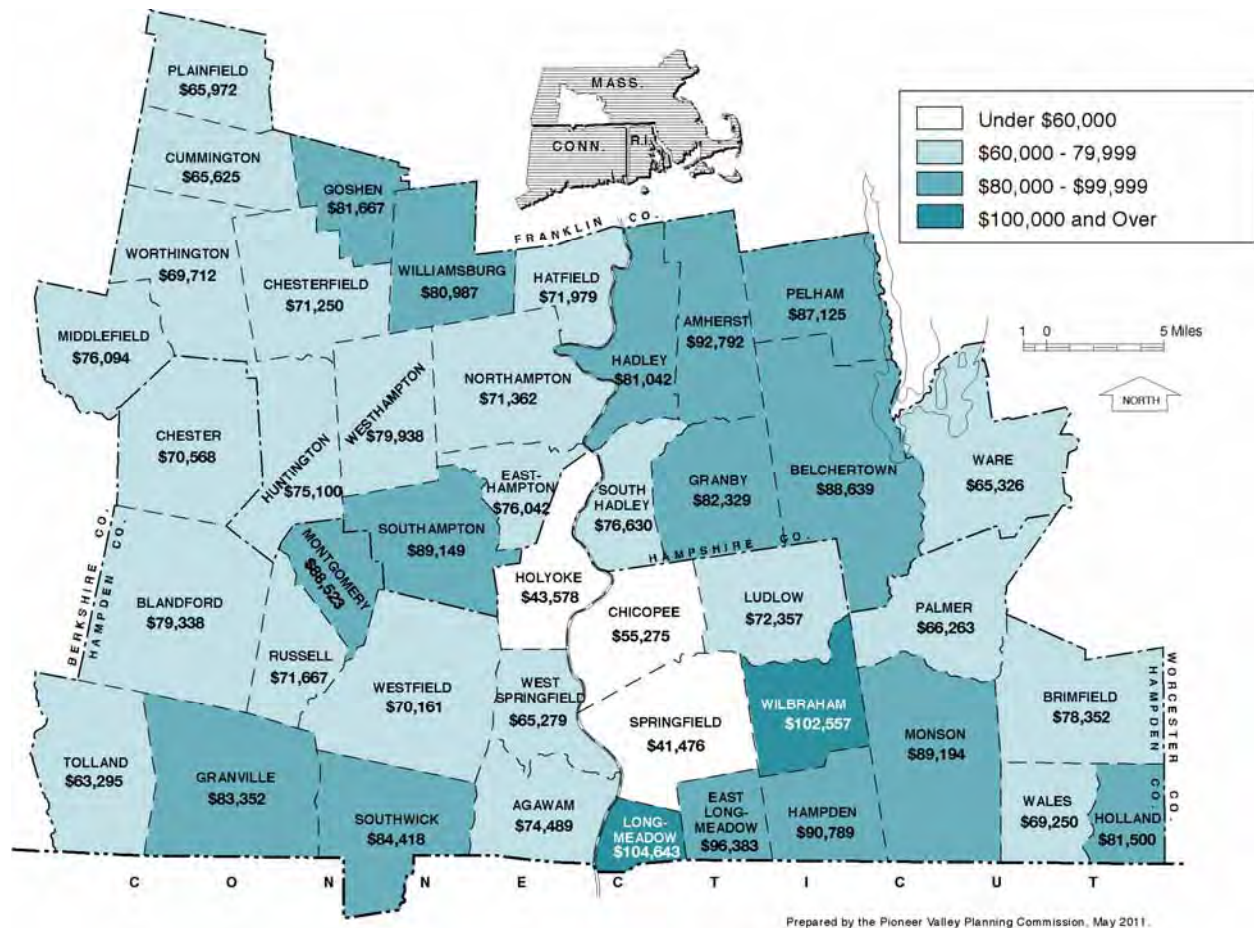 PLAINFIELD
$65,972
CUMMINGTON
$65,625
GOSHEN
$81,667
MASS.
CONN.
R.I.
Under $60,000
$60,000 - 79,999
$80,000 - $99,999
$100,000 and Over
FRANKLIN CO.
WORTHINGTON
$69,712
CHESTERFIELD
$71,250
WILLIAMSBURG
$80,987
HATFIELD
$71,979
MIDDLEFIELD
$76,094
HADLEY
$81,042
AMHERST
$92,792
PELHAM
$87,125
1 0 5 Miles
NORTH
CHESTER
$70,568
HUNTINGTON
$75,100
WESTHAMPTON
$79,938
NORTHAMPTON
$71,362
EAST-
HAMPTON
$76,042
SOUTH
HADLEY
$76,630
GRANBY
$82,329
BELCHERTOWN
$88,639
WARE
$65,326
BERKSHIRE CO.
HAMPDEN CO.
HAMPSHIRE CO.
BLANDFORD
$79,338
MONTGOMERY
SOUTHAMPTON
$89,149
HOLYOKE
$43,578
CHICOPEE
$55,275
LUDLOW
$72,357
PALMER
$66,263
RUSSELL
$71,667
WESTFIELD
$70,161
WEST
SPRINGFIELD
$65,279
SPRINGFIELD
$41,476
WILBRAHAM
$102,557
MONSON
$89,194
BRIMFIELD
$78,352
WORCESTER CO.
HAMPDEN CO.
TOLLAND
$63,295
GRANVILLE
$83,352
SOUTHWICK
$84,418
AGAWAM
$74,489
LONG-
MEADOW
$104,643
EAST
LONG-
MEADOW
$96,383
HAMPDEN
$90,789
WALES
$69,250
HOLLAND
$81,500
CONNECTICUT
Prepared by the Pioneer Valley Planning Commission, May 2011.